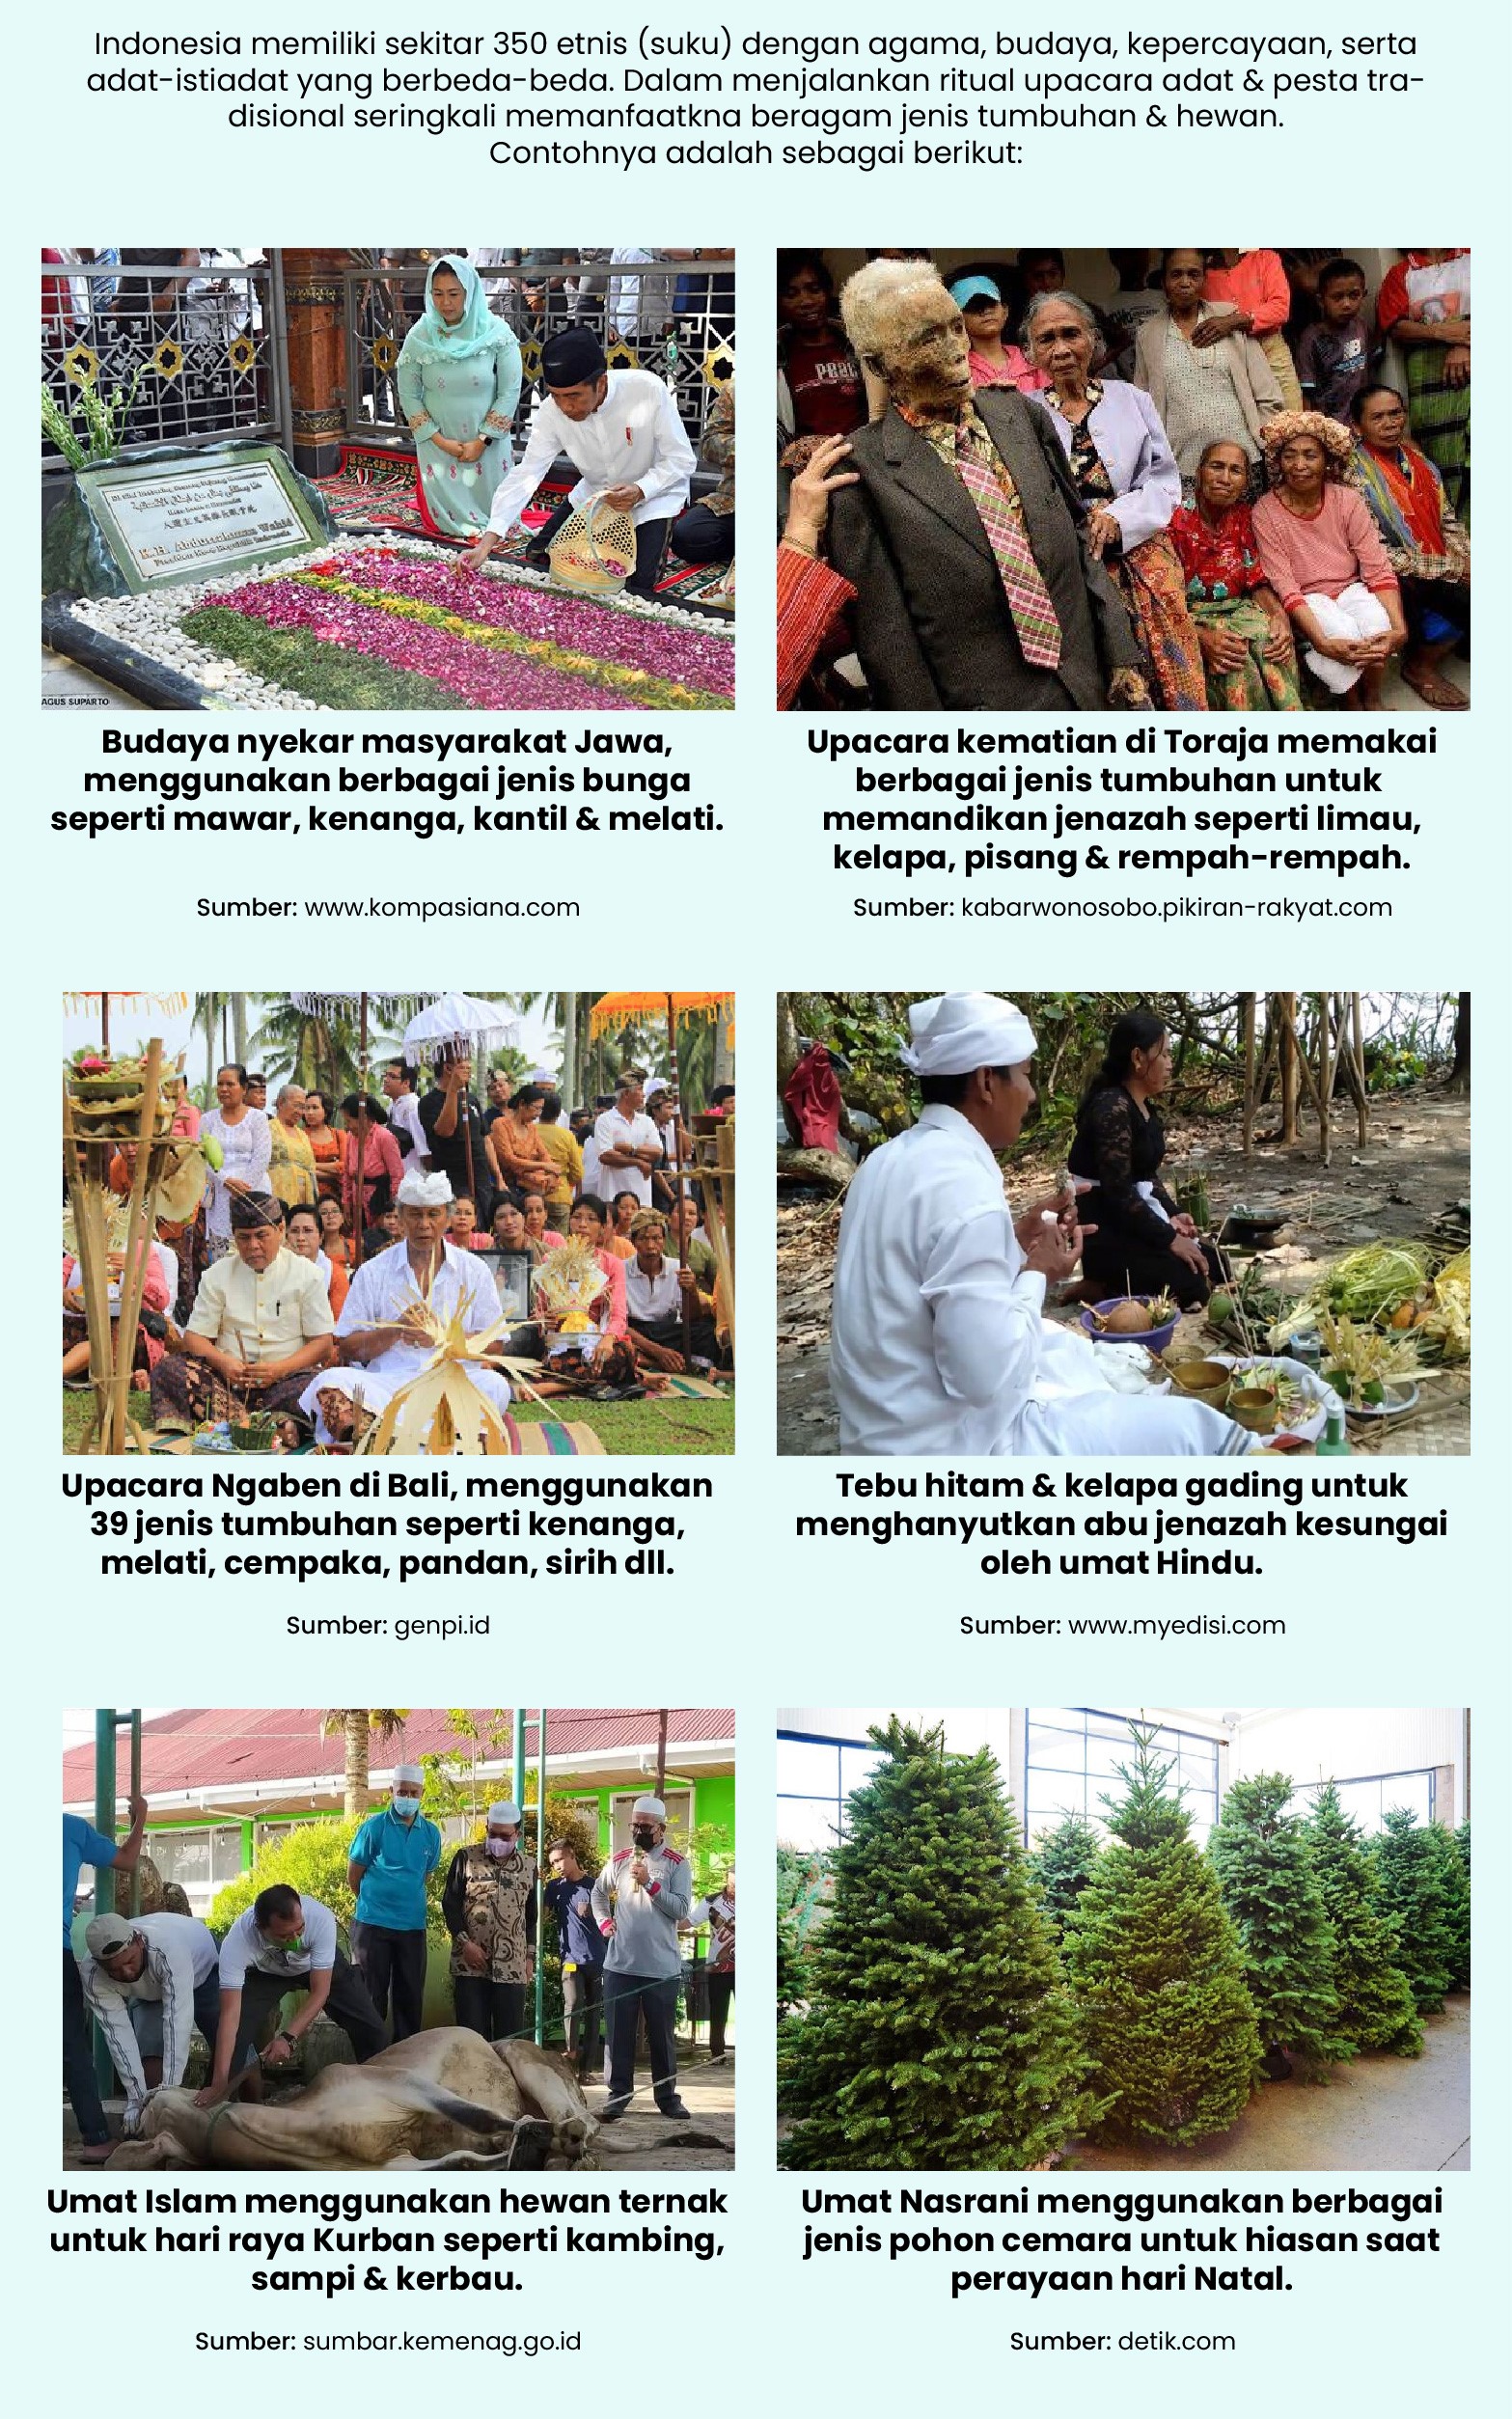 Indonesia memiliki sekitar 350 etnis (suku) dengan agama, budaya, kepercayaan, serta
adat-istiadat yang berbeda-beda. Dalam menjalankan ritual upacara adat & pesta tra-
disional seringkali memanfaatkna beragam jenis tumbuhan & hewan.
Contohnya adalah sebagai berikut:
K.H. Abdurrahman Wahid
AGUS SUPARTO
Budaya nyekar masyarakat Jawa,
menggunakan berbagai jenis bunga
seperti mawar, kenanga, kantil & melati.
Sumber: www.kompasiana.com
Upacara kematian di Toraja memakai
berbagai jenis tumbuhan untuk
memandikan jenazah seperti limau,
kelapa, pisang & rempah-rempah.
Sumber: kabarwonosobo.pikiran-rakyat.com
Upacara Ngaben di Bali, menggunakan
39 jenis tumbuhan seperti kenanga,
melati, cempaka, pandan, sirih dll.
Sumber: genpi.id
Tebu hitam & kelapa gading untuk
menghanyutkan abu jenazah kesungai
oleh umat Hindu.
Sumber: www.myedisi.com
Umat Islam menggunakan hewan ternak
untuk hari raya Kurban seperti kambing,
sampi & kerbau.
Sumber: sumbar.kemenag.go.id
Umat Nasrani menggunakan berbagai
jenis pohon cemara untuk hiasan saat
perayaan hari Natal.
Sumber: detik.com